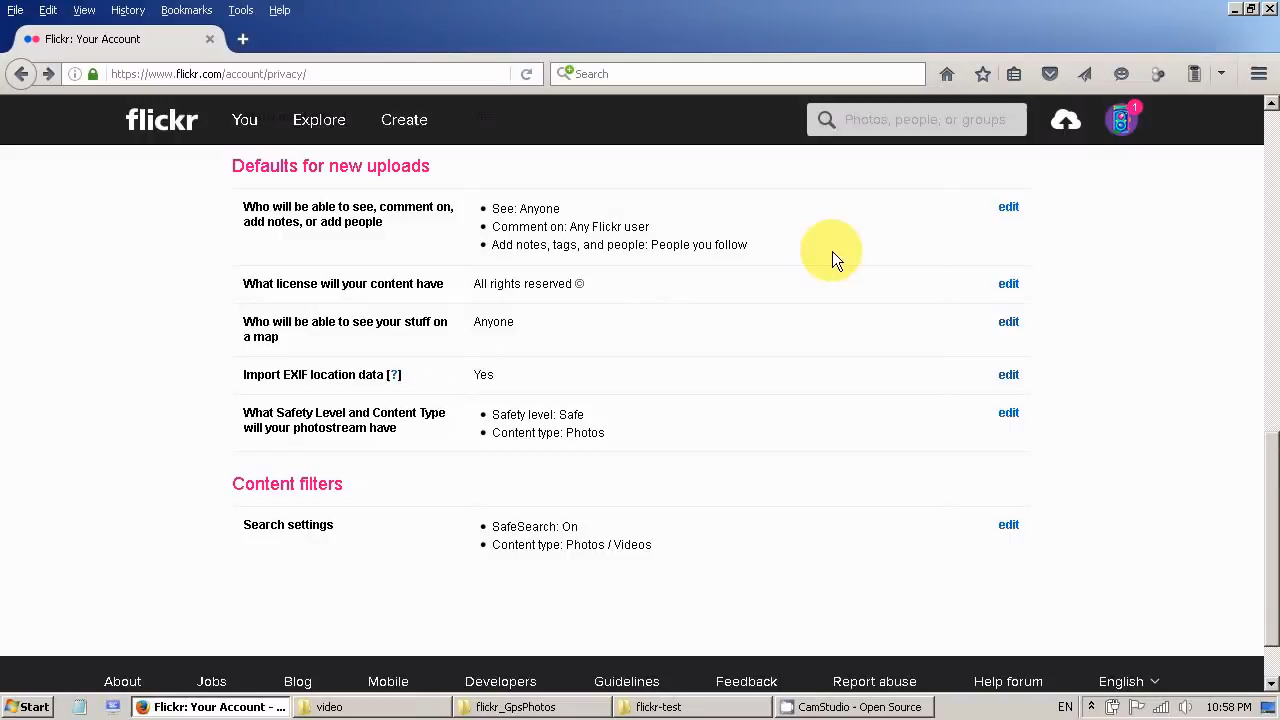 File Edit View History Bookmarks Tools Help
Flickr: Your Account
https://www.flickr.com/account/privacy/
Search
flickr You Explore Create
Photos, people, or groups
1
Defaults for new uploads
Who will be able to see, comment on,
add notes, or add people
See: Anyone
Comment on: Any Flickr user
Add notes, tags, and people: People you follow
edit
What license will your content have
All rights reserved ©
edit
Who will be able to see your stuff on
a map
Anyone
edit
Import EXIF location data [?]
Yes
edit
What Safety Level and Content Type
will your photostream have
Safety level: Safe
Content type: Photos
edit
Content filters
Search settings
SafeSearch: On
Content type: Photos / Videos
edit
About Jobs Blog Mobile Developers Guidelines Feedback Report abuse Help forum English
Start
Flickr: Your Account - ...
video
flickr_GpsPhotos
flickr-test
CamStudio - Open Source
EN
10:58 PM